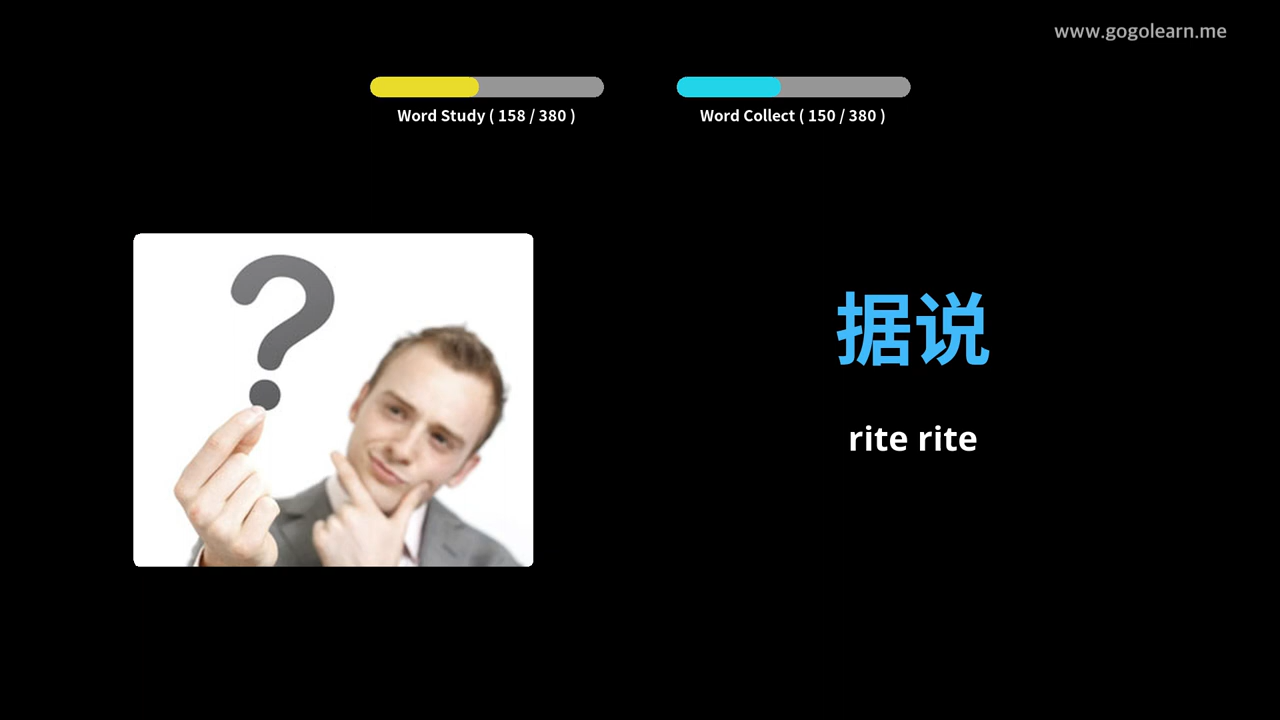 www.gogolearn.me
Word Study ( 158 / 380 )
Word Collect ( 150 / 380 )
?
据说
rite rite